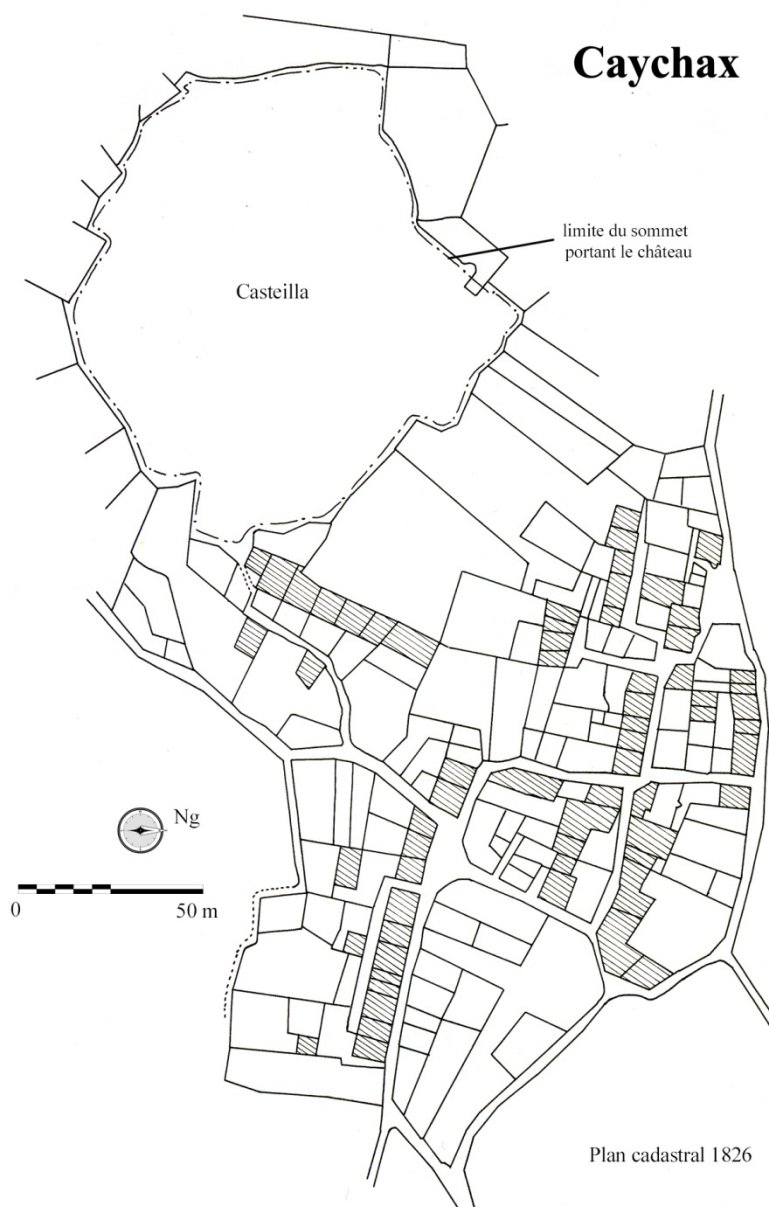 Caychax
limite du sommet
portant le château
Casteilla
Ng
0 50 m
Plan cadastral 1826